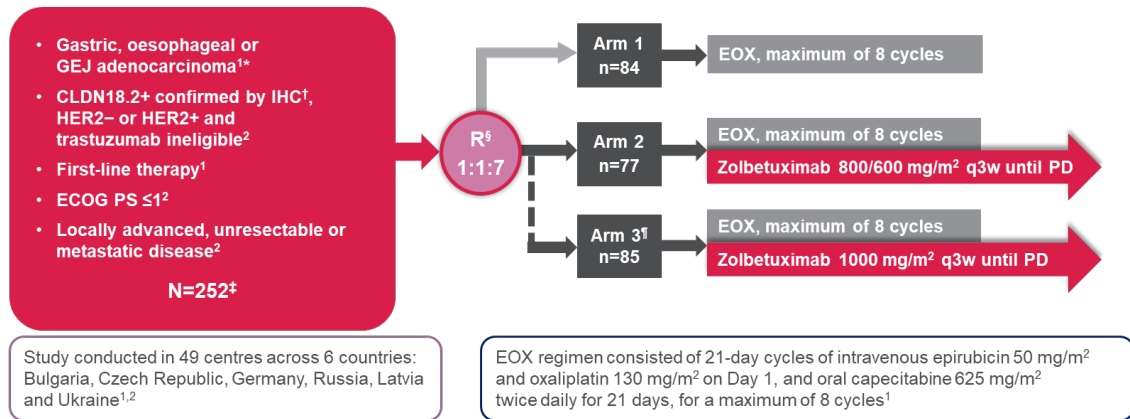 • Gastric, oesophageal or
GEJ adenocarcinoma¹*
• CLDN18.2+ confirmed by IHC†,
HER2− or HER2+ and
trastuzumab ineligible²
• First-line therapy¹
• ECOG PS ≤1²
• Locally advanced, unresectable or
metastatic disease²
N=252‡
R§
1:1:7
Arm 1
n=84
EOX, maximum of 8 cycles
Arm 2
n=77
EOX, maximum of 8 cycles
Zolbetuximab 800/600 mg/m² q3w until PD
Arm 3¶
n=85
EOX, maximum of 8 cycles
Zolbetuximab 1000 mg/m² q3w until PD
Study conducted in 49 centres across 6 countries:
Bulgaria, Czech Republic, Germany, Russia, Latvia
and Ukraine¹,²
EOX regimen consisted of 21-day cycles of intravenous epirubicin 50 mg/m²
and oxaliplatin 130 mg/m² on Day 1, and oral capecitabine 625 mg/m²
twice daily for 21 days, for a maximum of 8 cycles¹